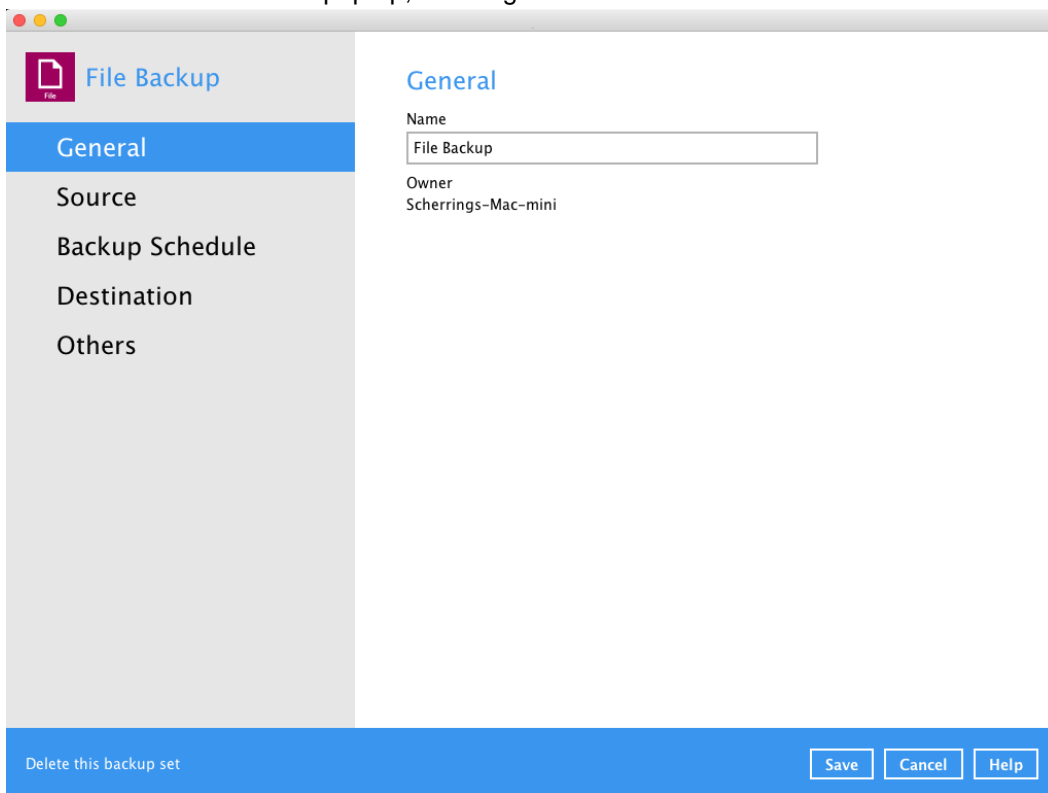 File
File Backup
General
Source
Backup Schedule
Destination
Others
General
Name
File Backup
Owner
Scherrings-Mac-mini
Delete this backup set
Save
Cancel
Help